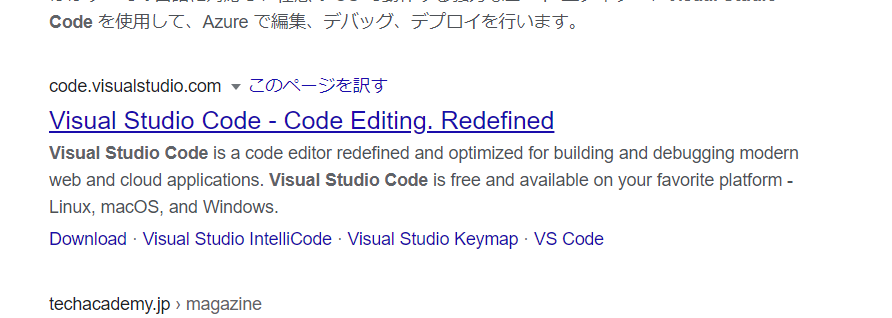 Code を使用して、Azure で編集、デバッグ、デプロイを行います。
code.visualstudio.com ▼ このページを訳す
Visual Studio Code - Code Editing. Redefined
Visual Studio Code is a code editor redefined and optimized for building and debugging modern
web and cloud applications. Visual Studio Code is free and available on your favorite platform -
Linux, macOS, and Windows.
Download · Visual Studio IntelliCode · Visual Studio Keymap · VS Code
techacademy.jp › magazine